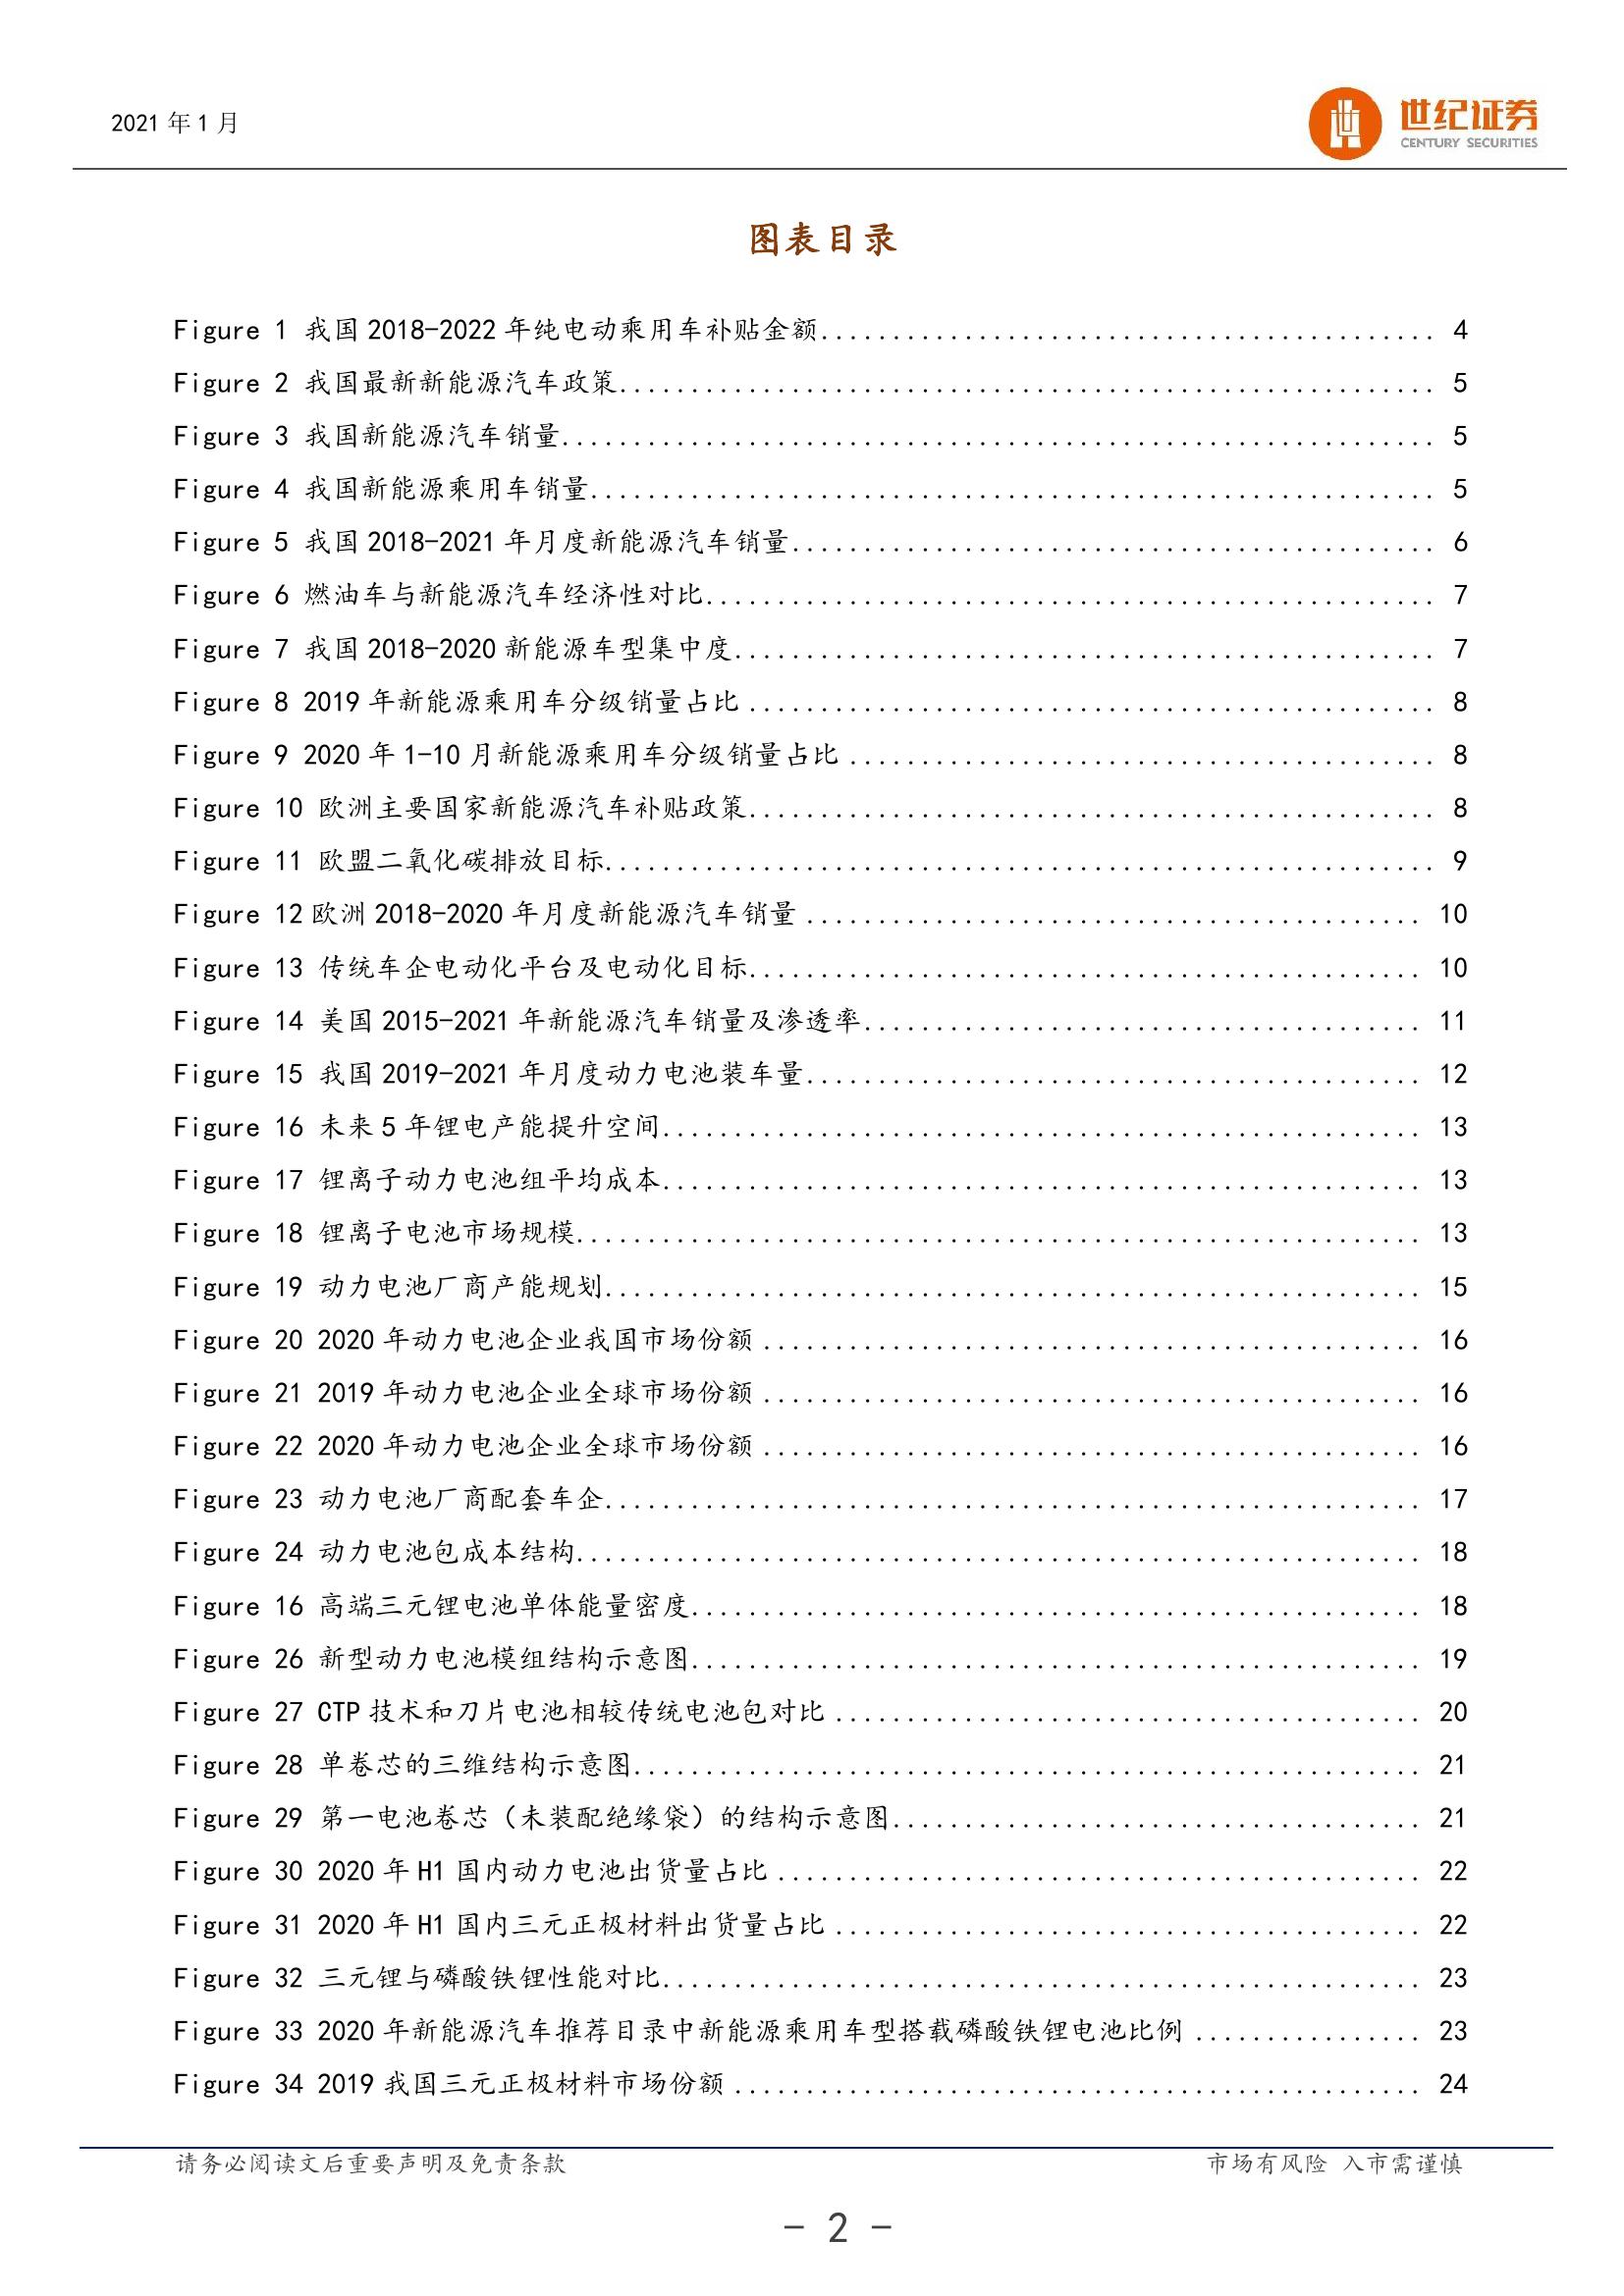 2021 年 1 月
世纪证券
CENTURY SECURITIES
图表目录
Figure 1 我国 2018-2022 年纯电动乘用车补贴金额........................................... 4
Figure 2 我国最新新能源汽车政策......................................................... 5
Figure 3 我国新能源汽车销量............................................................. 5
Figure 4 我国新能源乘用车销量........................................................... 5
Figure 5 我国 2018-2021 年月度新能源汽车销量............................................. 6
Figure 6 燃油车与新能源汽车经济性对比................................................... 7
Figure 7 我国 2018-2020 新能源车型集中度................................................. 7
Figure 8 2019 年新能源乘用车分级销量占比 ................................................ 8
Figure 9 2020 年 1-10 月新能源乘用车分级销量占比 ......................................... 8
Figure 10 欧洲主要国家新能源汽车补贴政策................................................ 8
Figure 11 欧盟二氧化碳排放目标.......................................................... 9
Figure 12欧洲 2018-2020 年月度新能源汽车销量 ........................................... 10
Figure 13 传统车企电动化平台及电动化目标............................................... 10
Figure 14 美国 2015-2021 年新能源汽车销量及渗透率....................................... 11
Figure 15 我国 2019-2021 年月度动力电池装车量........................................... 12
Figure 16 未来 5 年锂电产能提升空间..................................................... 13
Figure 17 锂离子动力电池组平均成本..................................................... 13
Figure 18 锂离子电池市场规模........................................................... 13
Figure 19 动力电池厂商产能规划......................................................... 15
Figure 20 2020 年动力电池企业我国市场份额 .............................................. 16
Figure 21 2019 年动力电池企业全球市场份额 .............................................. 16
Figure 22 2020 年动力电池企业全球市场份额 .............................................. 16
Figure 23 动力电池厂商配套车企......................................................... 17
Figure 24 动力电池包成本结构........................................................... 18
Figure 16 高端三元锂电池单体能量密度................................................... 18
Figure 26 新型动力电池模组结构示意图................................................... 19
Figure 27 CTP 技术和刀片电池相较传统电池包对比 ......................................... 20
Figure 28 单卷芯的三维结构示意图....................................................... 21
Figure 29 第一电池卷芯（未装配绝缘袋）的结构示意图..................................... 21
Figure 30 2020 年 H1 国内动力电池出货量占比 ............................................. 22
Figure 31 2020 年 H1 国内三元正极材料出货量占比 ......................................... 22
Figure 32 三元锂与磷酸铁锂性能对比..................................................... 23
Figure 33 2020 年新能源汽车推荐目录中新能源乘用车型搭载磷酸铁锂电池比例 ................ 23
Figure 34 2019 我国三元正极材料市场份额 ................................................ 24
请务必阅读文后重要声明及免责条款
市场有风险 入市需谨慎
- 2 -